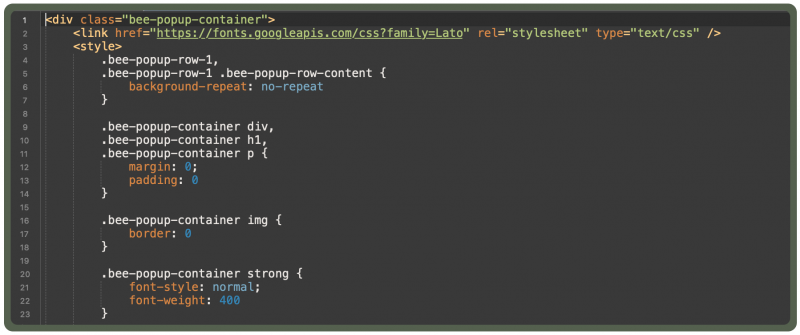 1 <div class="bee-popup-container">
2 <link href="https://fonts.googleapis.com/css?family=Lato" rel="stylesheet" type="text/css" />
3 <style>
4 .bee-popup-row-1,
5 .bee-popup-row-1 .bee-popup-row-content {
6 background-repeat: no-repeat
7 }
8
9 .bee-popup-container div,
10 .bee-popup-container h1,
11 .bee-popup-container p {
12 margin: 0;
13 padding: 0
14 }
15
16 .bee-popup-container img {
17 border: 0
18 }
19
20 .bee-popup-container strong {
21 font-style: normal;
22 font-weight: 400
23 }